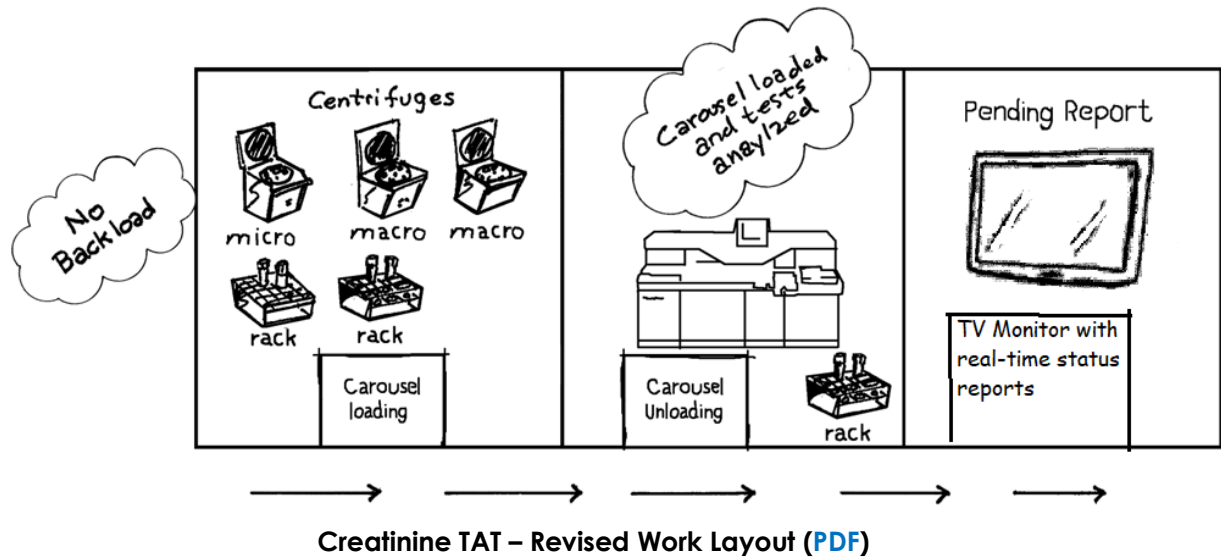 No
Backload
Centrifuges
micro
macro
macro
rack
rack
Carousel
loading
Carousel loaded
and tests
anaylzed
Carousel
Unloading
rack
Pending Report
TV Monitor with
real-time status
reports
Creatinine TAT – Revised Work Layout (PDF)